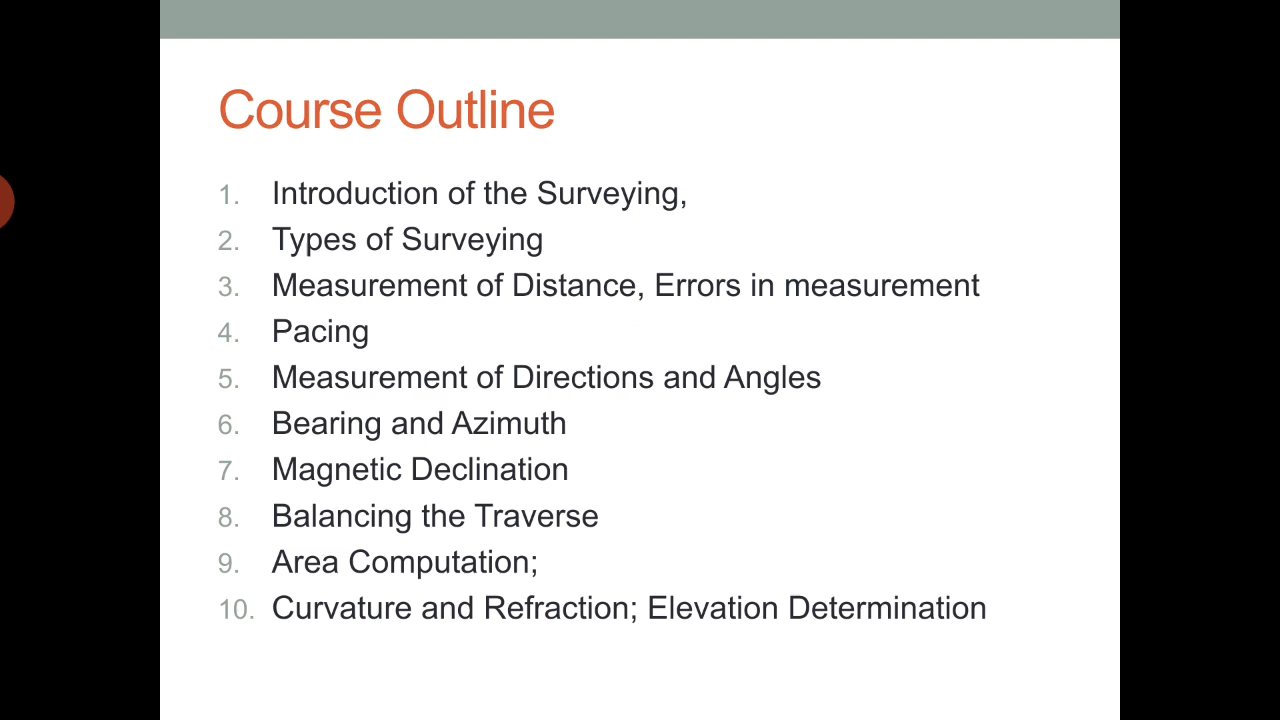 Course Outline
1. Introduction of the Surveying,
2. Types of Surveying
3. Measurement of Distance, Errors in measurement
4. Pacing
5. Measurement of Directions and Angles
6. Bearing and Azimuth
7. Magnetic Declination
8. Balancing the Traverse
9. Area Computation;
10. Curvature and Refraction; Elevation Determination